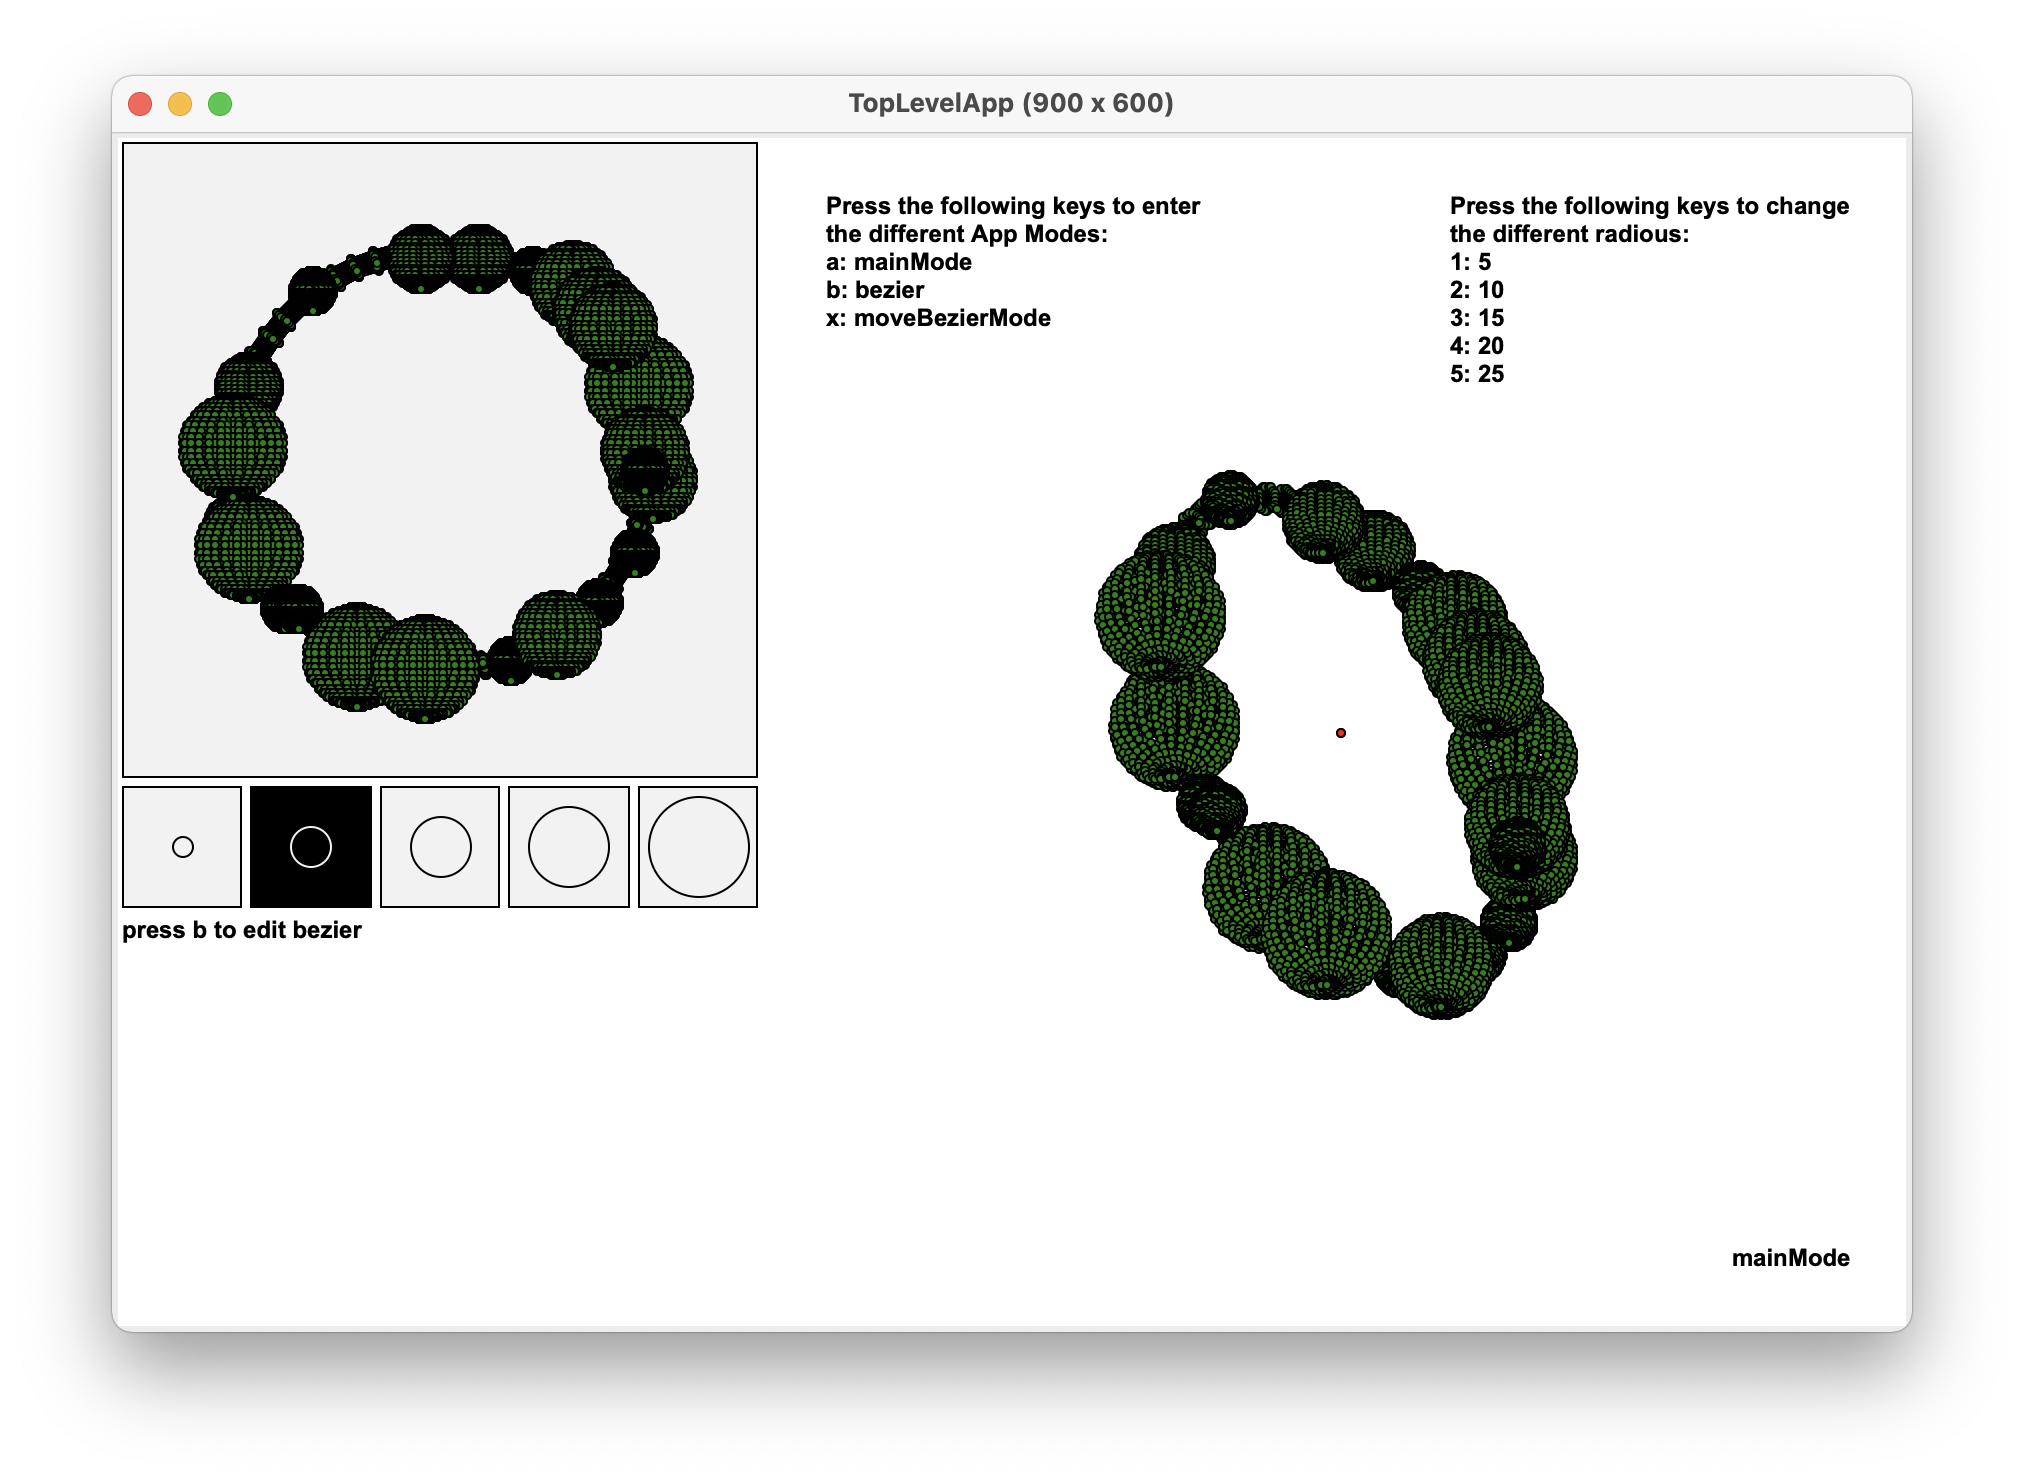 TopLevelApp (900 x 600)
Press the following keys to enter
the different App Modes:
a: mainMode
b: bezier
x: moveBezierMode
Press the following keys to change
the different radious:
1: 5
2: 10
3: 15
4: 20
5: 25
press b to edit bezier
mainMode